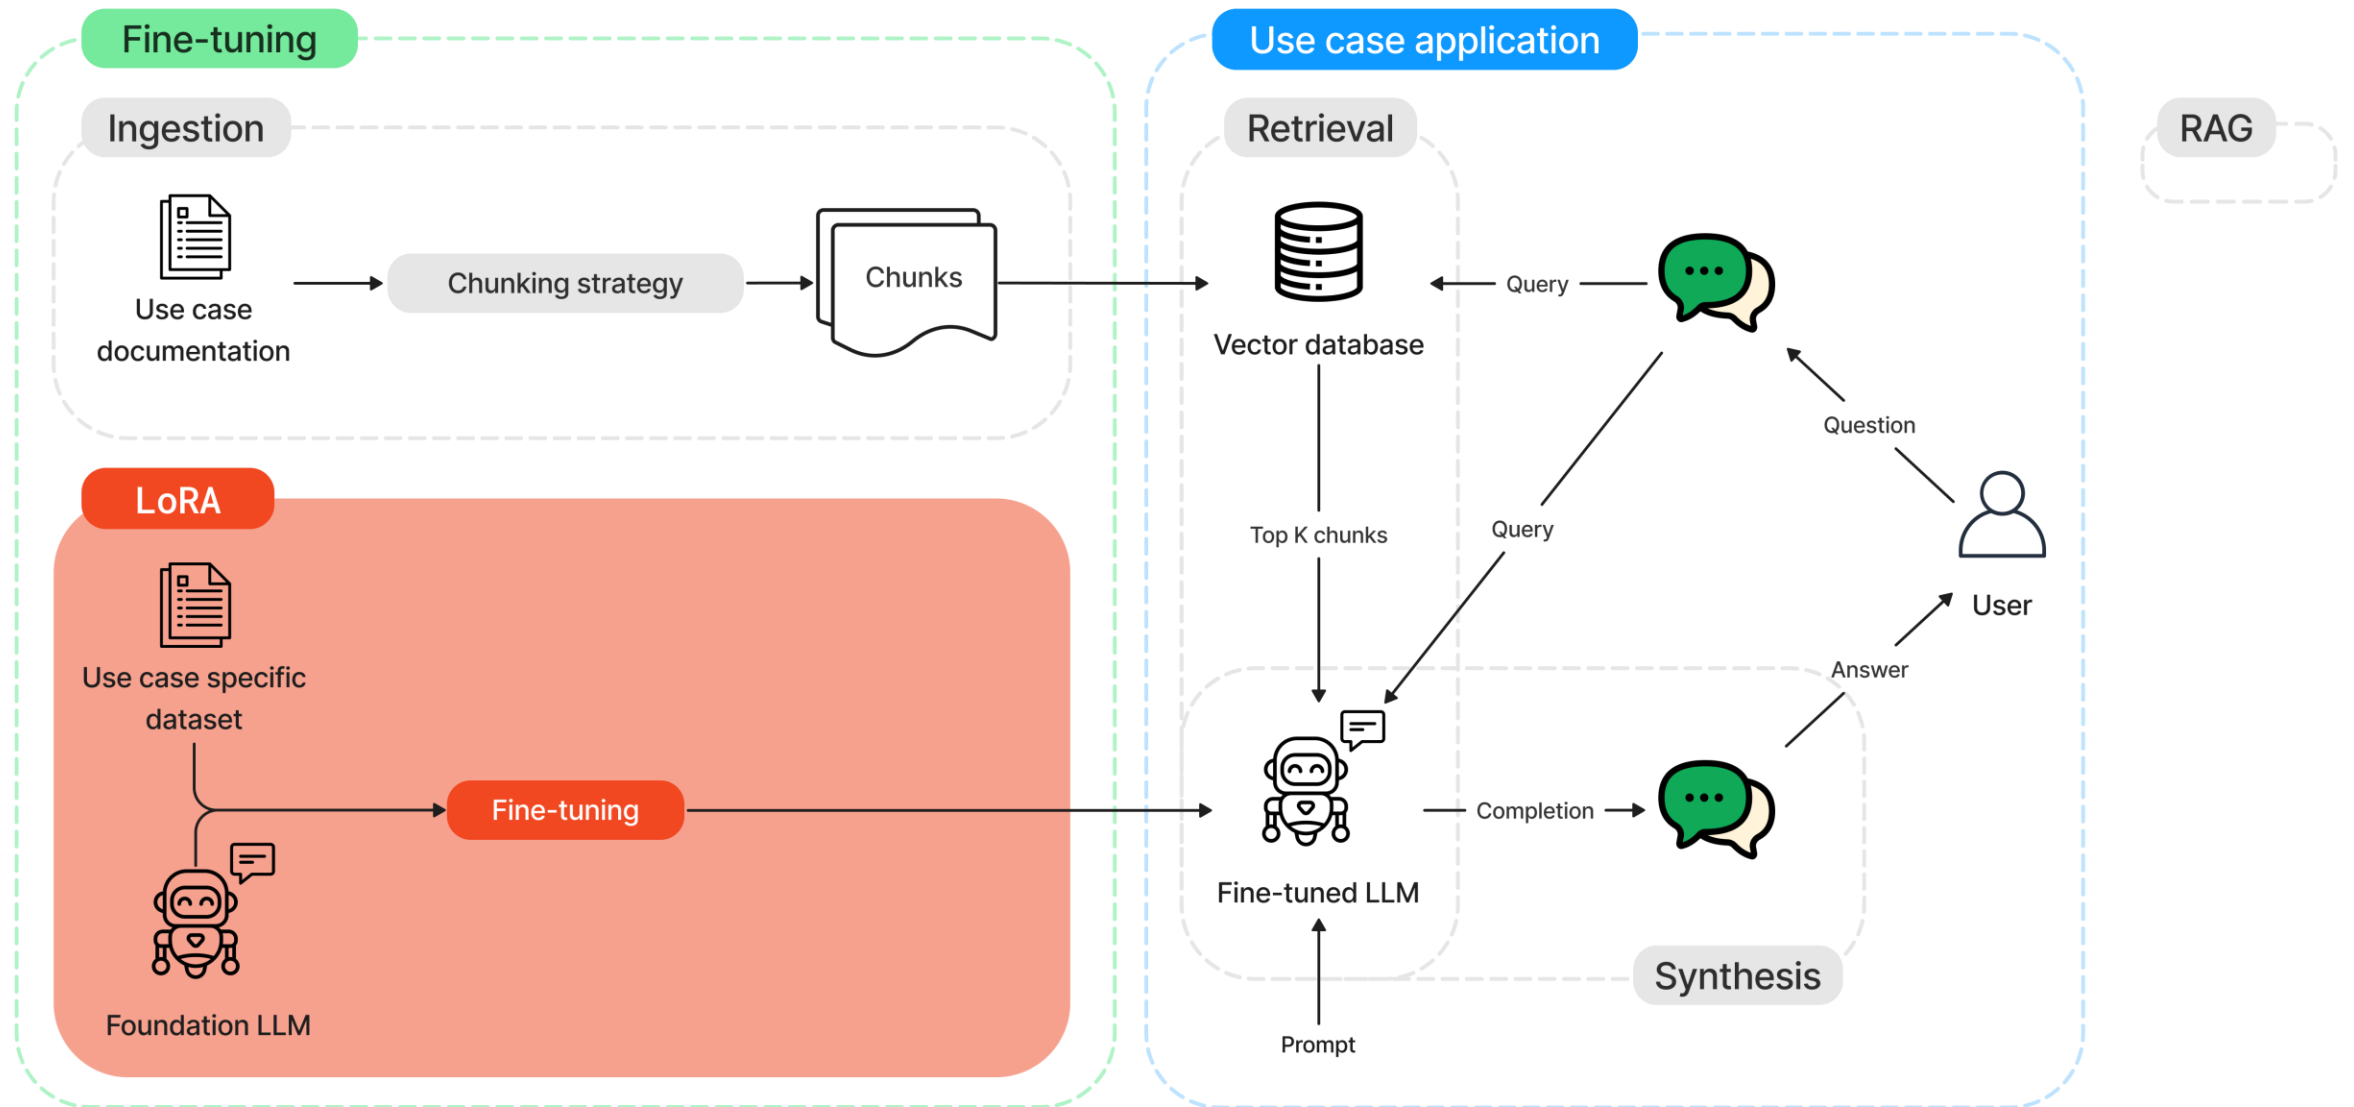 Fine-tuning
Use case application
Ingestion
Retrieval
RAG
Use case
documentation
Chunking strategy
Chunks
Vector database
Query
Question
User
Top K chunks
Query
LoRA
Use case specific
dataset
Fine-tuning
Foundation LLM
Fine-tuned LLM
Completion
Answer
Synthesis
Prompt